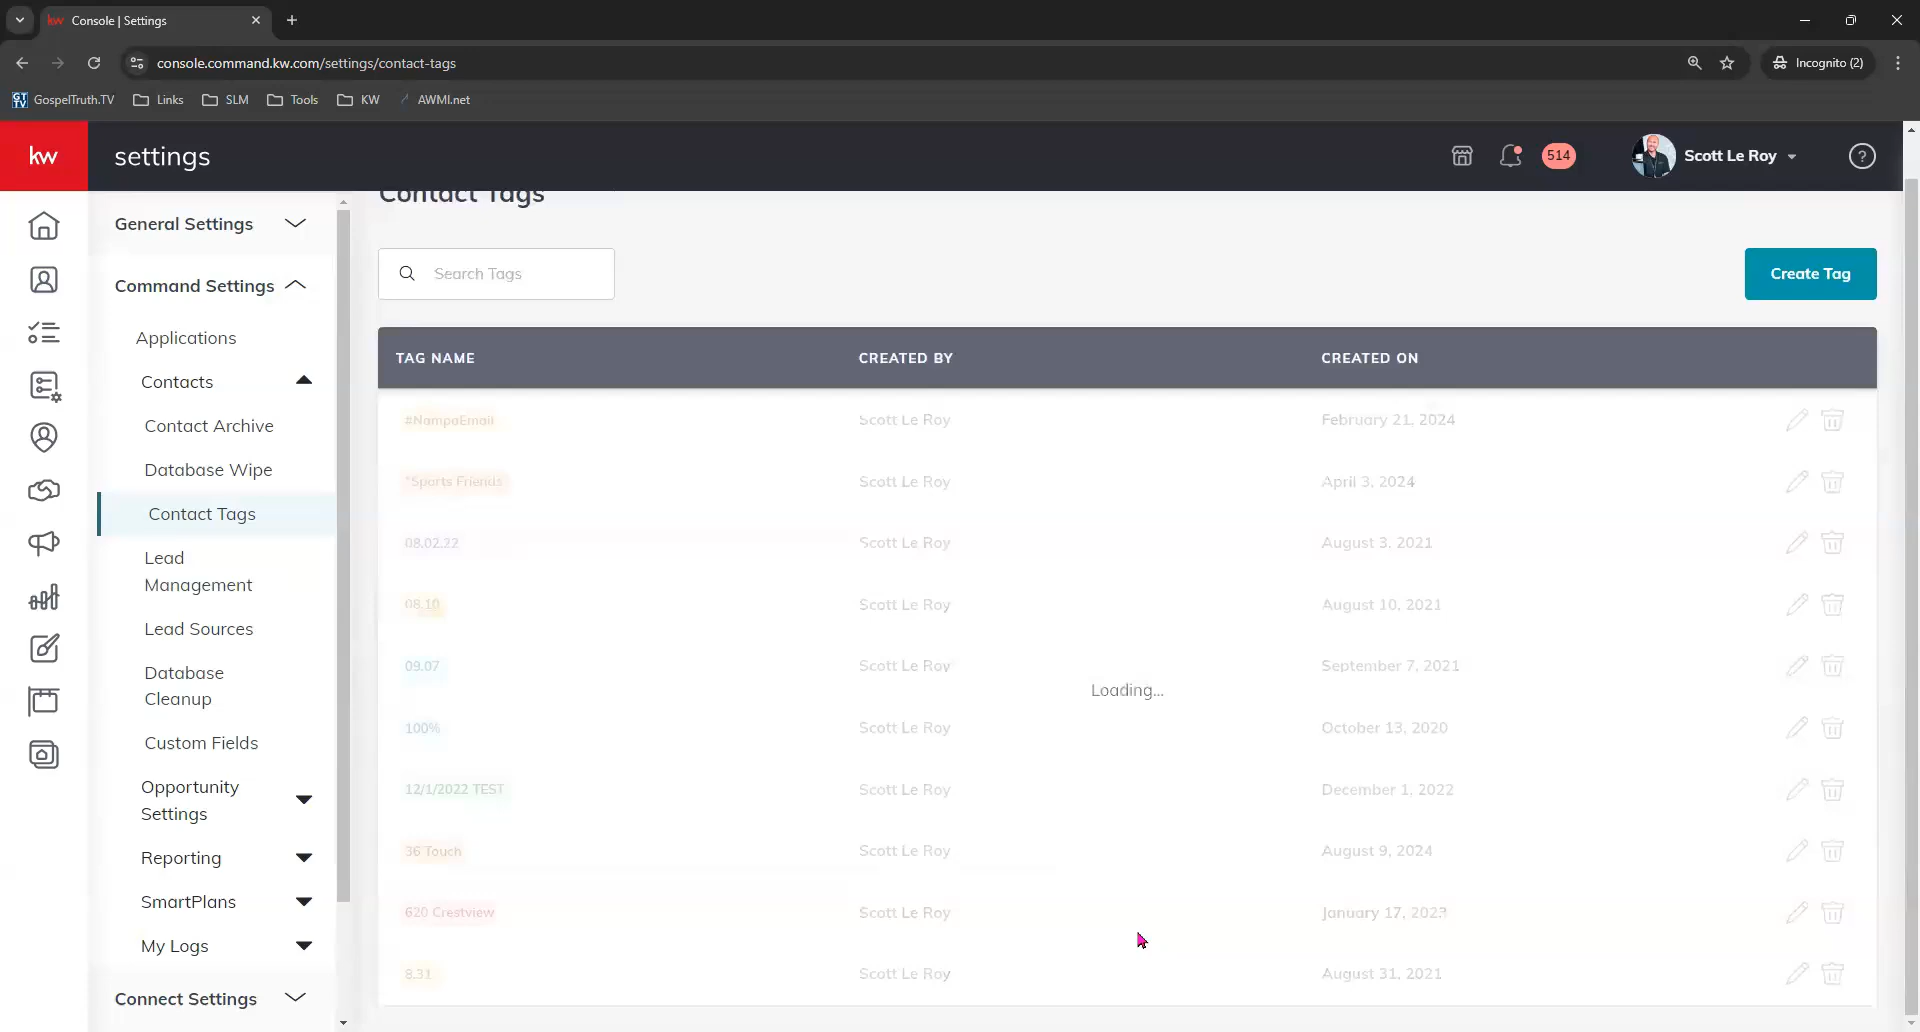 kw Console | Settings
console.command.kw.com/settings/contact-tags
Incognito (2)
GT TV GospelTruth.TV Links SLM Tools KW AWMI.net
kw settings 514 Scott Le Roy
General Settings
Command Settings
Applications
Contacts
Contact Archive
Database Wipe
Contact Tags
Lead
Management
Lead Sources
Database
Cleanup
Custom Fields
Opportunity
Settings
Reporting
SmartPlans
My Logs
Connect Settings
Contact Tags
Search Tags
Create Tag
TAG NAME CREATED BY CREATED ON
#NampaEmail Scott Le Roy February 21, 2024
*Sports Friends Scott Le Roy April 3, 2024
08.02.22 Scott Le Roy August 3, 2021
08.10 Scott Le Roy August 10, 2021
09.07 Scott Le Roy September 7, 2021
Loading...
100% Scott Le Roy October 13, 2020
12/1/2022 TEST Scott Le Roy December 1, 2022
36 Touch Scott Le Roy August 9, 2024
620 Crestview Scott Le Roy January 17, 2023
8.31 Scott Le Roy August 31, 2021